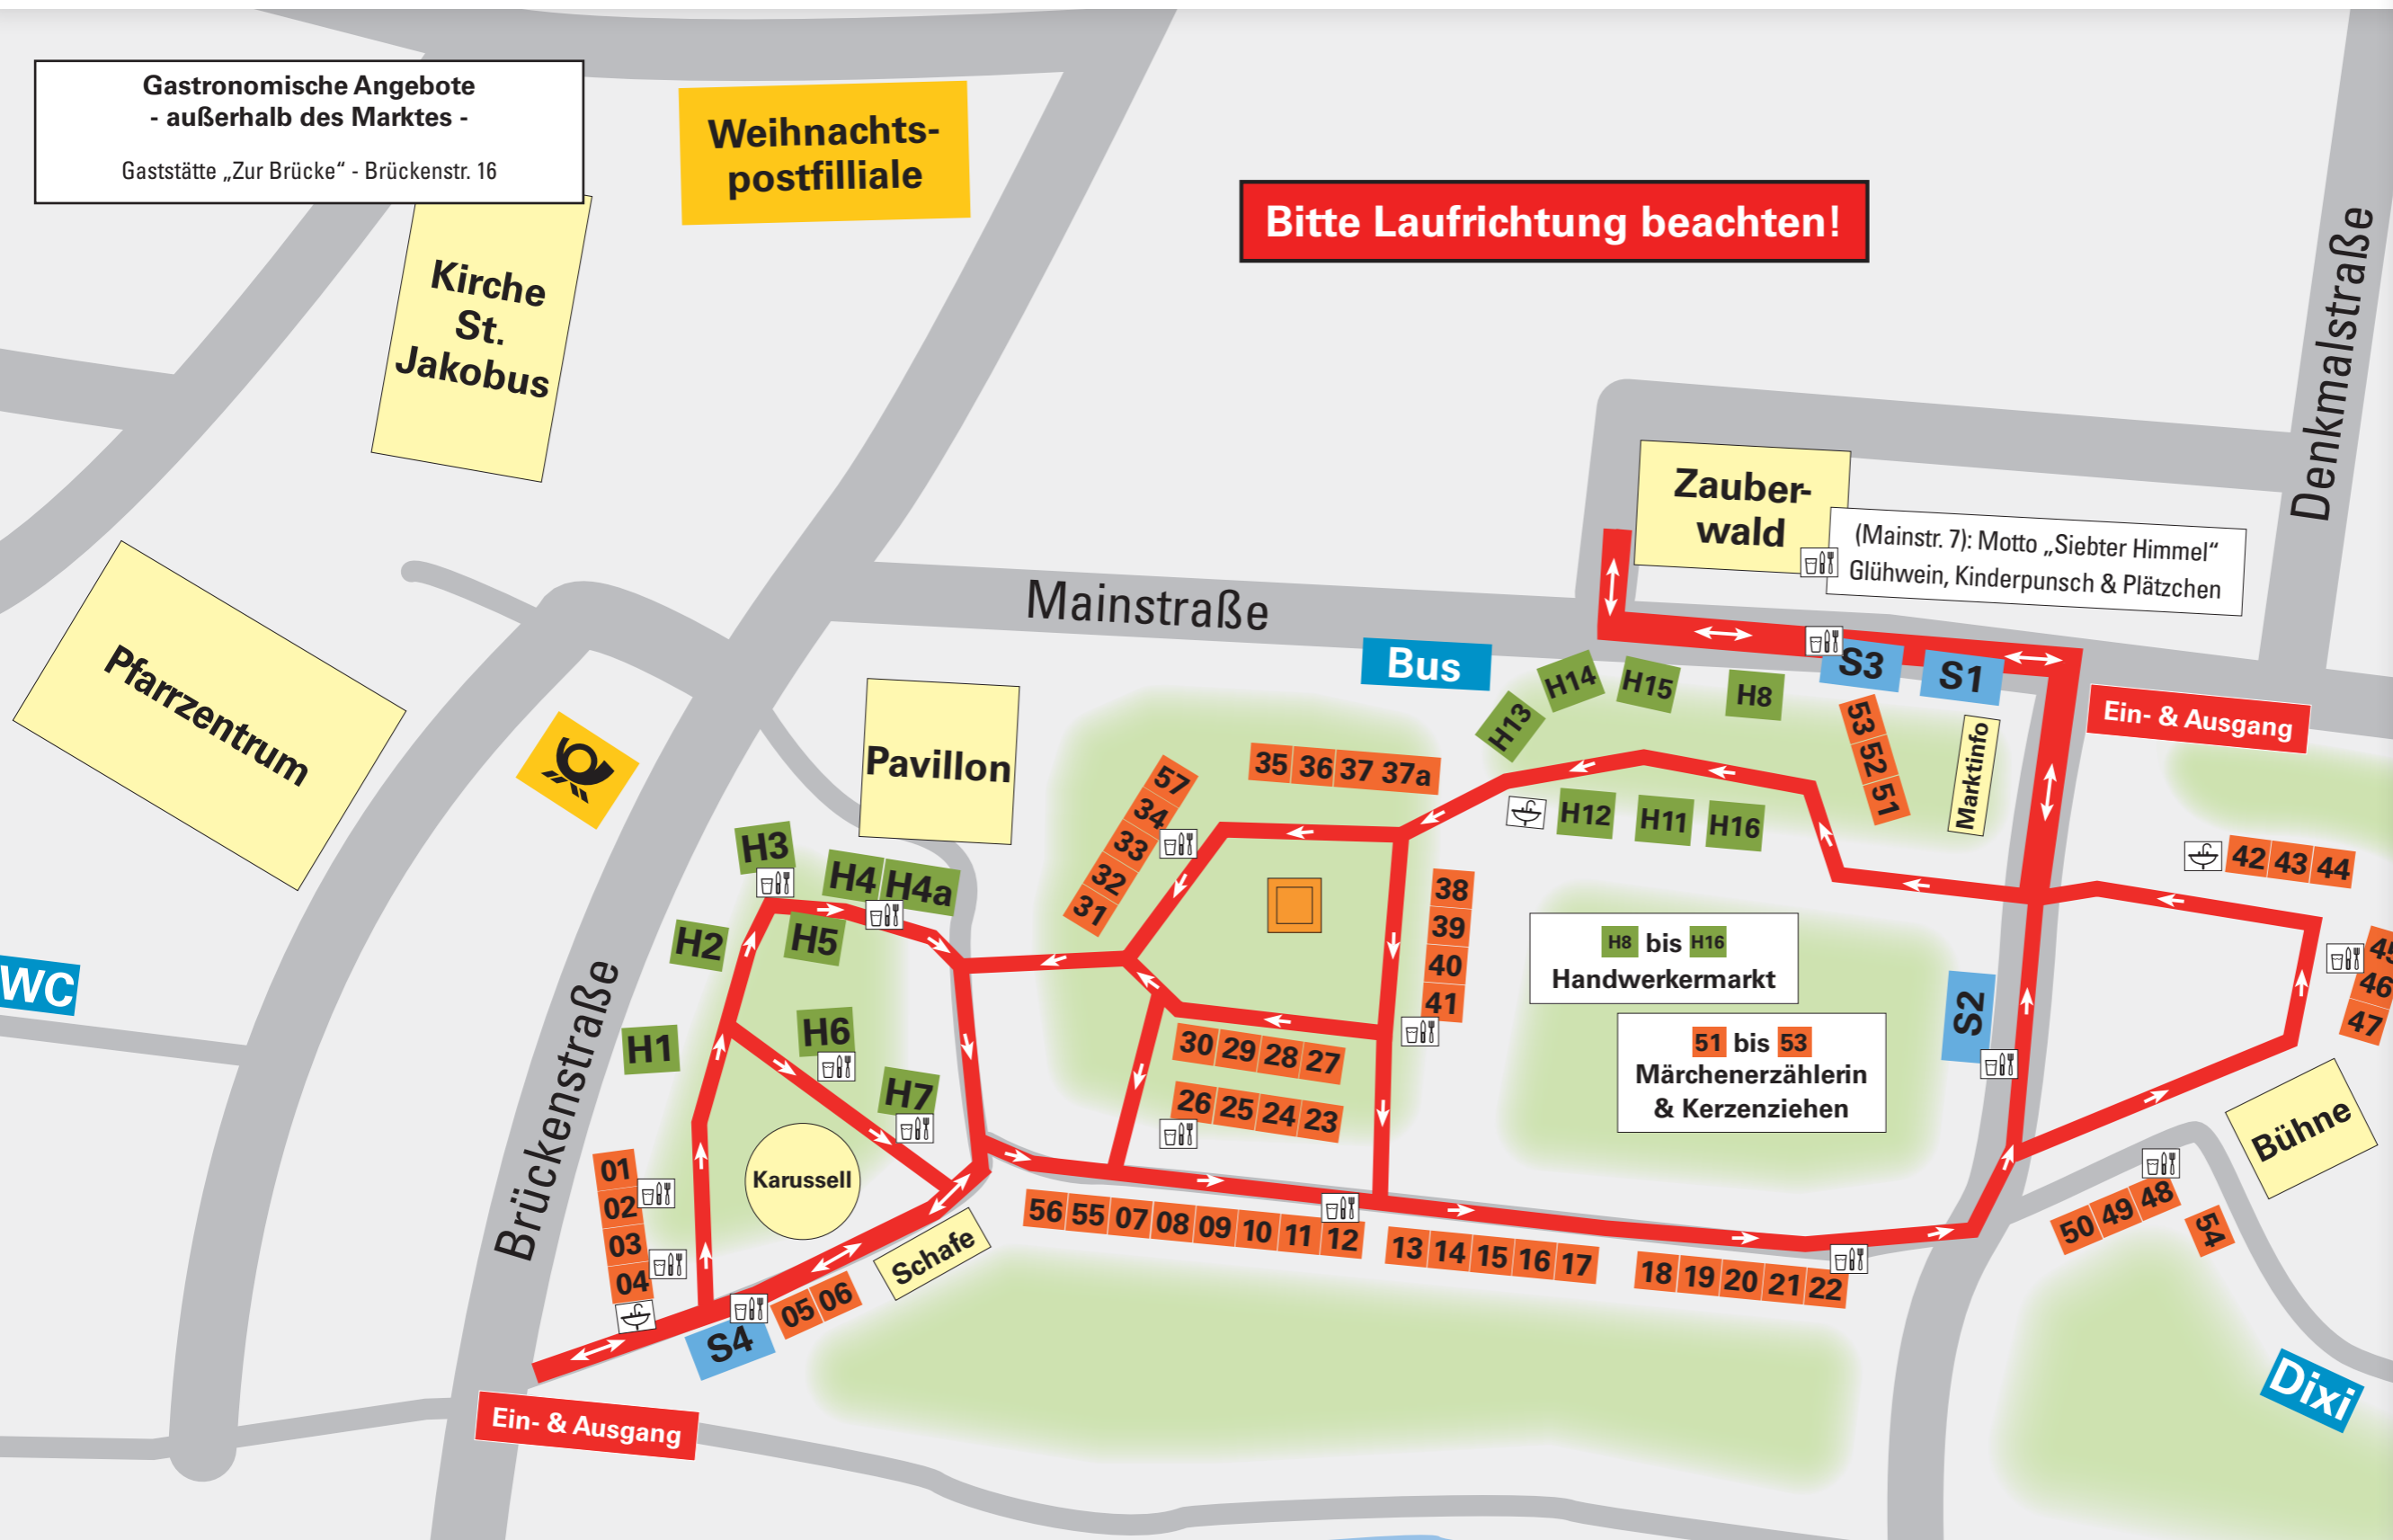 Gastronomische Angebote
- außerhalb des Marktes -
Gaststätte „Zur Brücke“ - Brückenstr. 16
Weihnachts-
postfilliale
Bitte Laufrichtung beachten!
Kirche
St.
Jakobus
Denkmalstraße
Zauber-
wald
(Mainstr. 7): Motto „Siebter Himmel“
Glühwein, Kinderpunsch & Plätzchen
Mainstraße
Bus
Pfarrzentrum
Pavillon
H13
H14
H15
H8
S3
S1
Ein- & Ausgang
53
52
51
Marktinfo
35 36 37 37a
57
34
33
32
31
H12
H11
H16
42 43 44
H3
H4
H4a
H2
H5
38
39
40
41
H8 bis H16
Handwerkermarkt
45
46
47
WC
Brückenstraße
H1
H6
H7
30 29 28 27
26 25 24 23
51 bis 53
Märchenerzählerin
& Kerzenziehen
S2
Bühne
Karussell
01
02
03
04
Schafe
56 55 07 08 09 10 11 12
13 14 15 16 17
18 19 20 21 22
50 49 48
54
05 06
S4
Ein- & Ausgang
Dixi